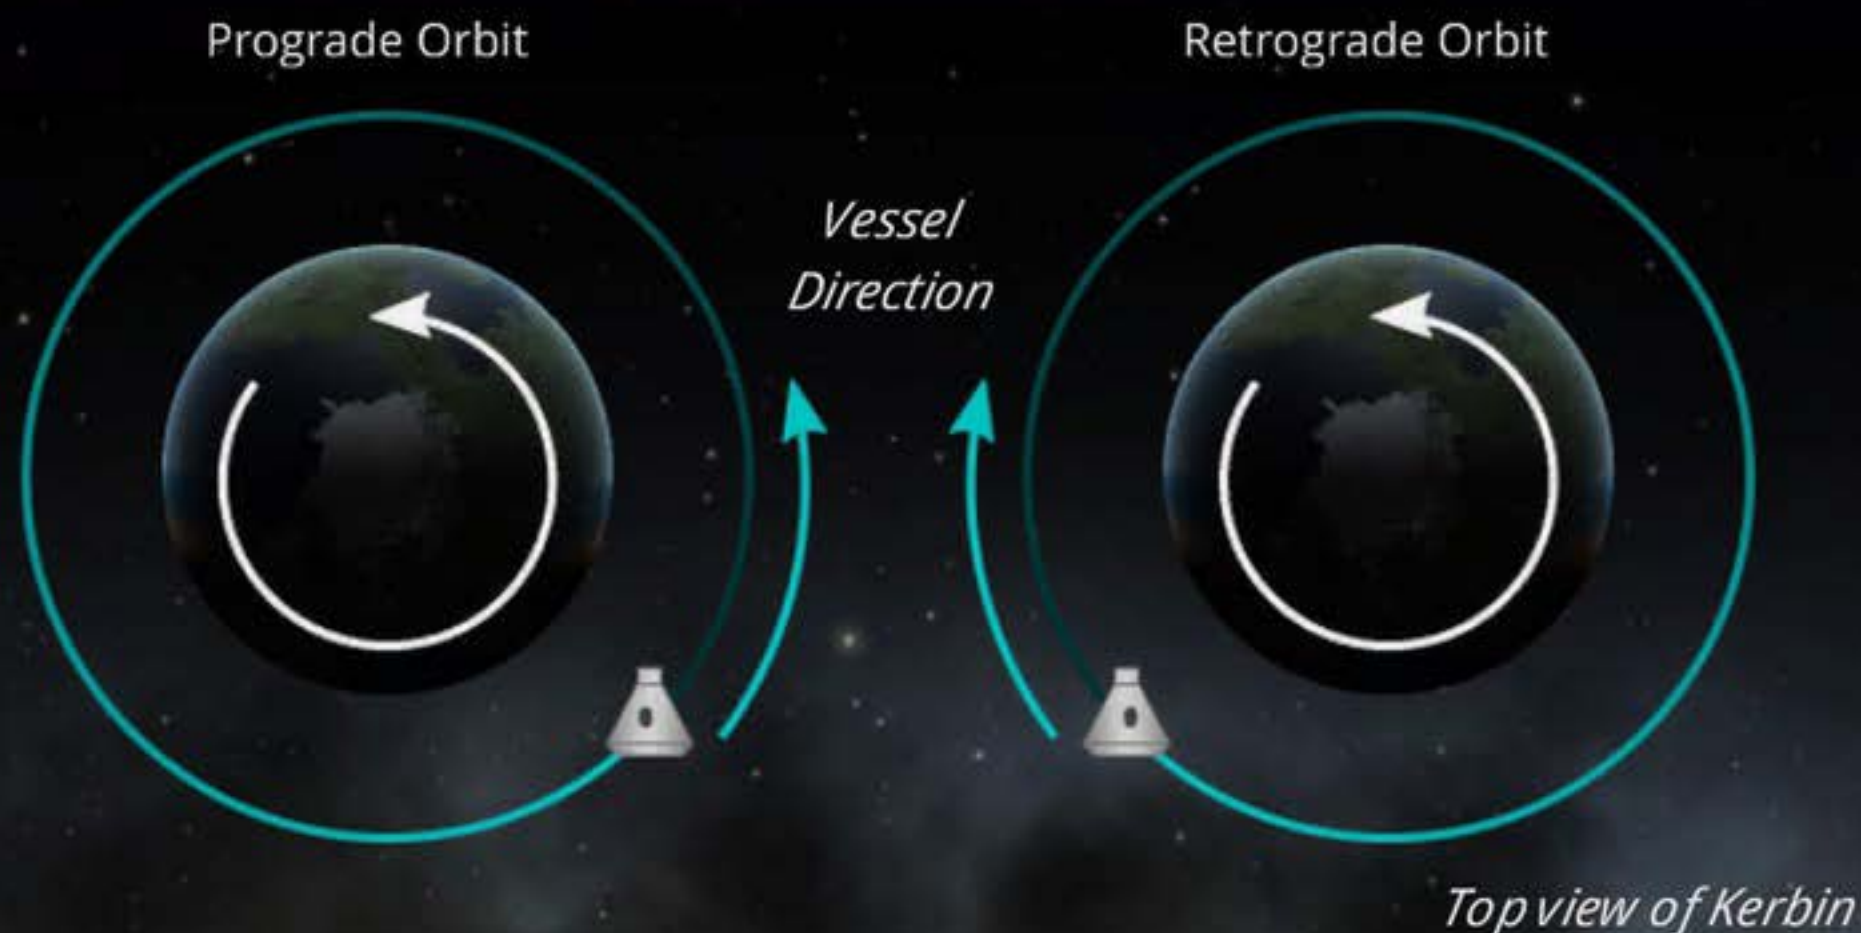 Prograde Orbit
Retrograde Orbit
Vessel
Direction
Top view of Kerbin